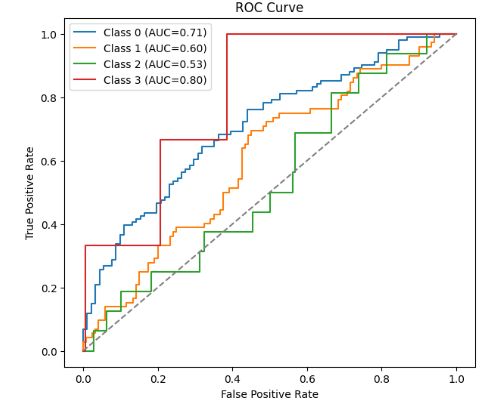 ROC Curve
Class 0 (AUC=0.71)
Class 1 (AUC=0.60)
Class 2 (AUC=0.53)
Class 3 (AUC=0.80)
True Positive Rate
1.0
0.8
0.6
0.4
0.2
0.0
0.0 0.2 0.4 0.6 0.8 1.0
False Positive Rate